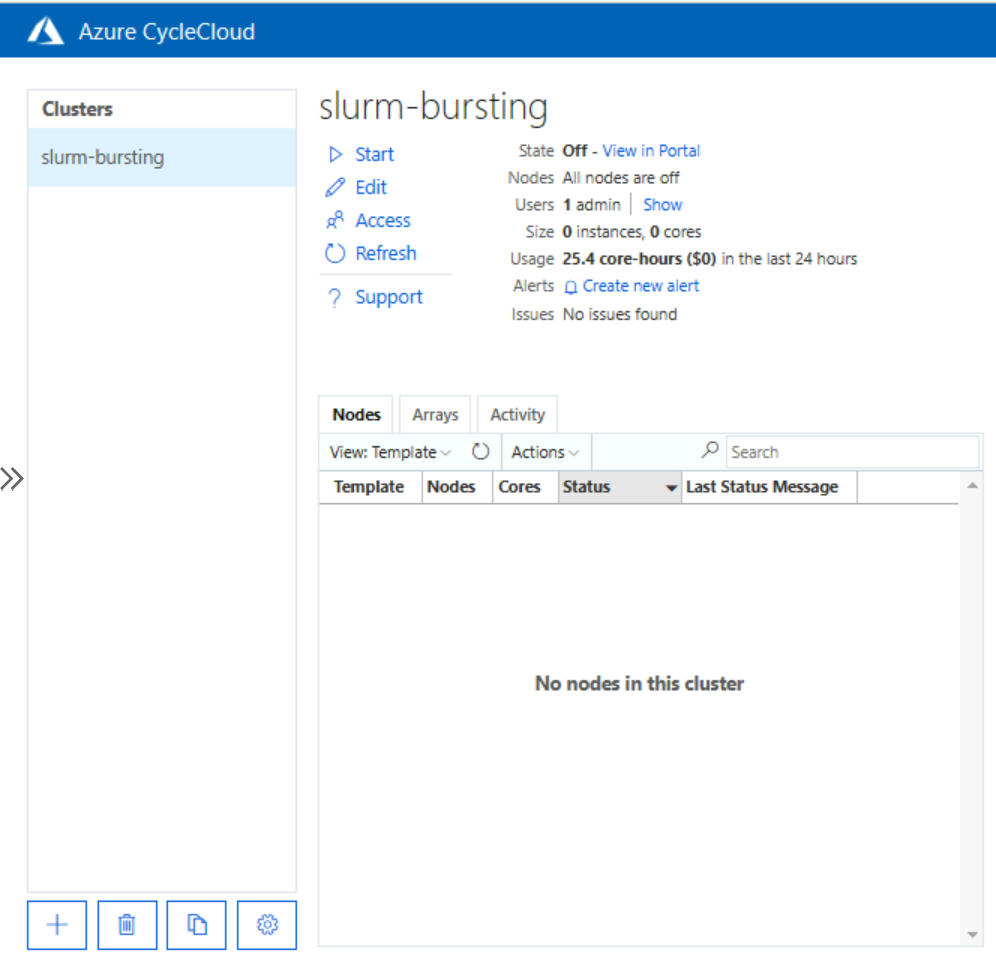 Azure CycleCloud
Clusters
slurm-bursting
slurm-bursting
Start
Edit
Access
Refresh
? Support
State Off - View in Portal
Nodes All nodes are off
Users 1 admin | Show
Size 0 instances, 0 cores
Usage 25.4 core-hours ($0) in the last 24 hours
Alerts Create new alert
Issues No issues found
Nodes Arrays Activity
View: Template Actions Search
Template Nodes Cores Status Last Status Message
No nodes in this cluster